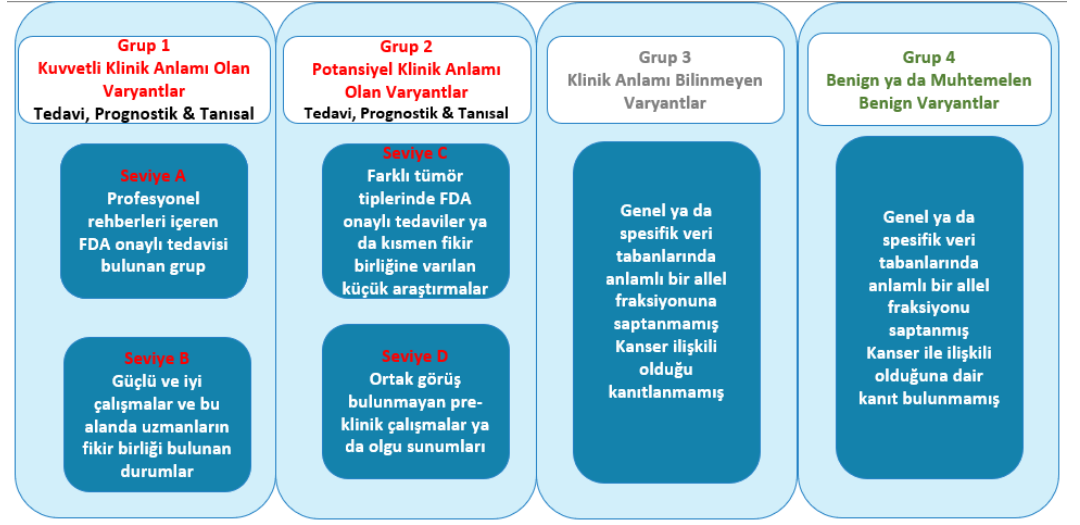 Grup 1
Kuvvetli Klinik Anlamı Olan
Varyantlar
Tedavi, Prognostik & Tanısal
Seviye A
Profesyonel
rehberleri içeren
FDA onaylı tedavisi
bulunan grup
Seviye B
Güçlü ve iyi
çalışmalar ve bu
alanda uzmanların
fikir birliği bulunan
durumlar
Grup 2
Potansiyel Klinik Anlamı
Olan Varyantlar
Tedavi, Prognostik & Tanısal
Seviye C
Farklı tümör
tiplerinde FDA
onaylı tedaviler ya
da kısmen fikir
birliğine varılan
küçük araştırmalar
Seviye D
Ortak görüş
bulunmayan pre-
klinik çalışmalar ya
da olgu sunumları
Grup 3
Klinik Anlamı Bilinmeyen
Varyantlar
Genel ya da
spesifik veri
tabanlarında
anlamlı bir allel
fraksiyonuna
saptanmamış
Kanser ilişkili
olduğu
kanıtlanmamış
Grup 4
Benign ya da Muhtemelen
Benign Varyantlar
Genel ya da
spesifik veri
tabanlarında
anlamlı bir allel
fraksiyonu
saptanmış
Kanser ile ilişkili
olduğuna dair
kanıt bulunmamış